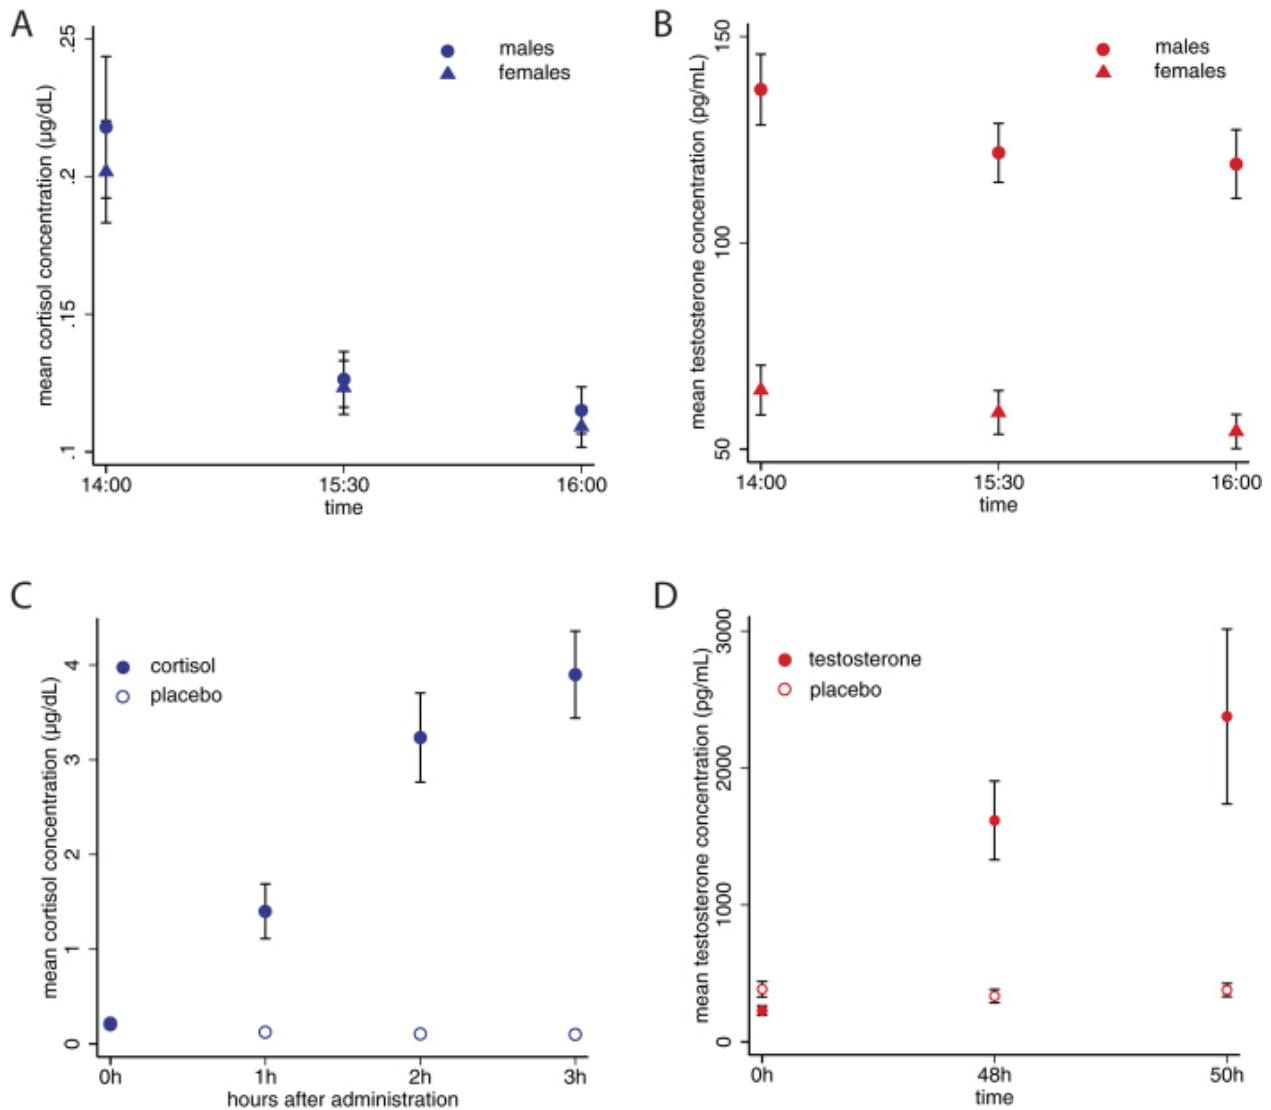 A
.25
.2
.15
.1
mean cortisol concentration (µg/dL)
males
females
14:00 15:30 16:00
time
B
150
100
50
mean testosterone concentration (pg/mL)
males
females
14:00 15:30 16:00
time
C
4
3
2
1
0
mean cortisol concentration (µg/dL)
cortisol
placebo
0h 1h 2h 3h
hours after administration
D
3000
2000
1000
0
mean testosterone concentration (pg/mL)
testosterone
placebo
0h 48h 50h
time